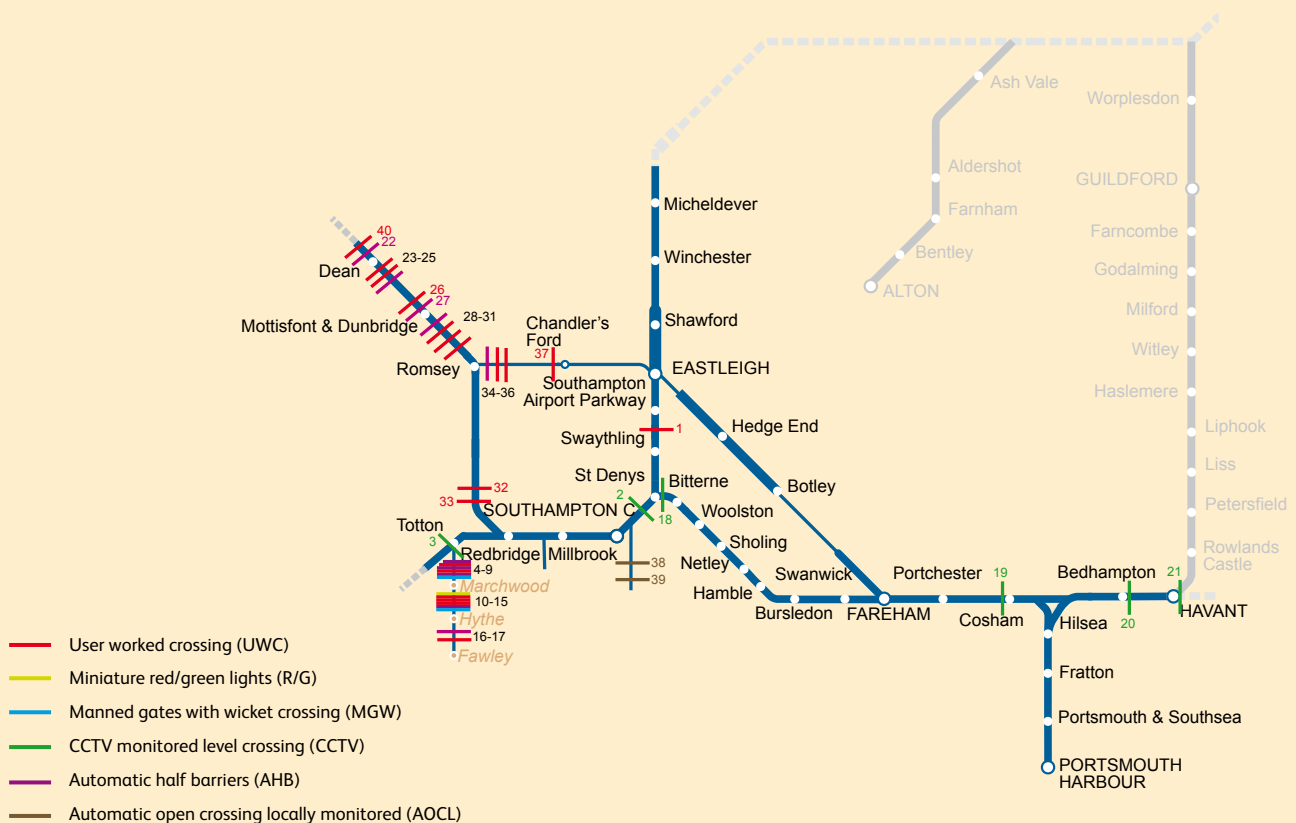 Ash Vale
Worplesdon
Aldershot
GUILDFORD
Micheldever
Farnham
Farncombe
40
22
Winchester
Bentley
23-25
Dean
Godalming
ALTON
26
27
Milford
28-31
Shawford
Mottisfont & Dunbridge
Chandler's
Ford
37
Witley
Romsey
EASTLEIGH
34-36
Southampton
Airport Parkway
Haslemere
Hedge End
Liphook
Swaythling
1
Liss
St Denys
Bitterne
Botley
32
33
2
18
SOUTHAMPTON C
Woolston
Petersfield
Totton
3
Redbridge
Millbrook
Sholing
Rowlands
Castle
4-9
38
Netley
Swanwick
Portchester
19
Bedhampton
21
39
Marchwood
Hamble
10-15
Bursledon
FAREHAM
Cosham
Hilsea
20
HAVANT
Hythe
16-17
Fawley
Fratton
Portsmouth & Southsea
PORTSMOUTH
HARBOUR
User worked crossing (UWC)
Miniature red/green lights (R/G)
Manned gates with wicket crossing (MGW)
CCTV monitored level crossing (CCTV)
Automatic half barriers (AHB)
Automatic open crossing locally monitored (AOCL)